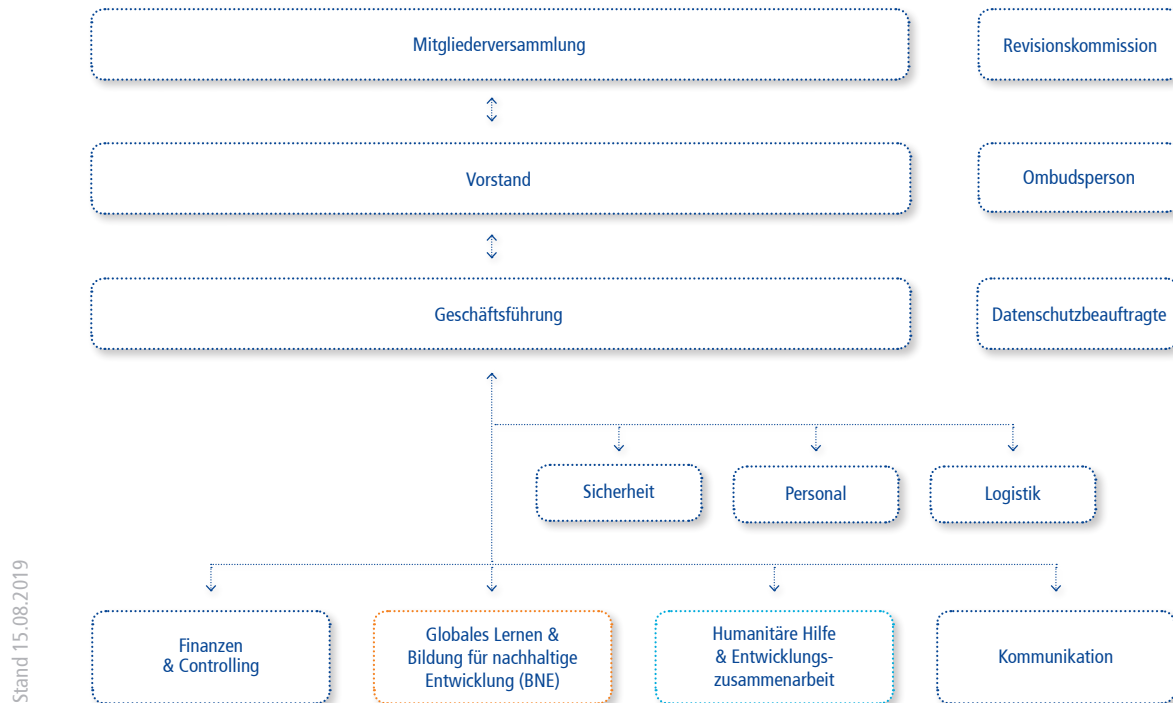 Mitgliederversammlung
Revisionskommission
Vorstand
Ombudsperson
Geschäftsführung
Datenschutzbeauftragte
Sicherheit
Personal
Logistik
Finanzen
& Controlling
Globales Lernen &
Bildung für nachhaltige
Entwicklung (BNE)
Humanitäre Hilfe
& Entwicklungs-
zusammenarbeit
Kommunikation
Stand 15.08.2019